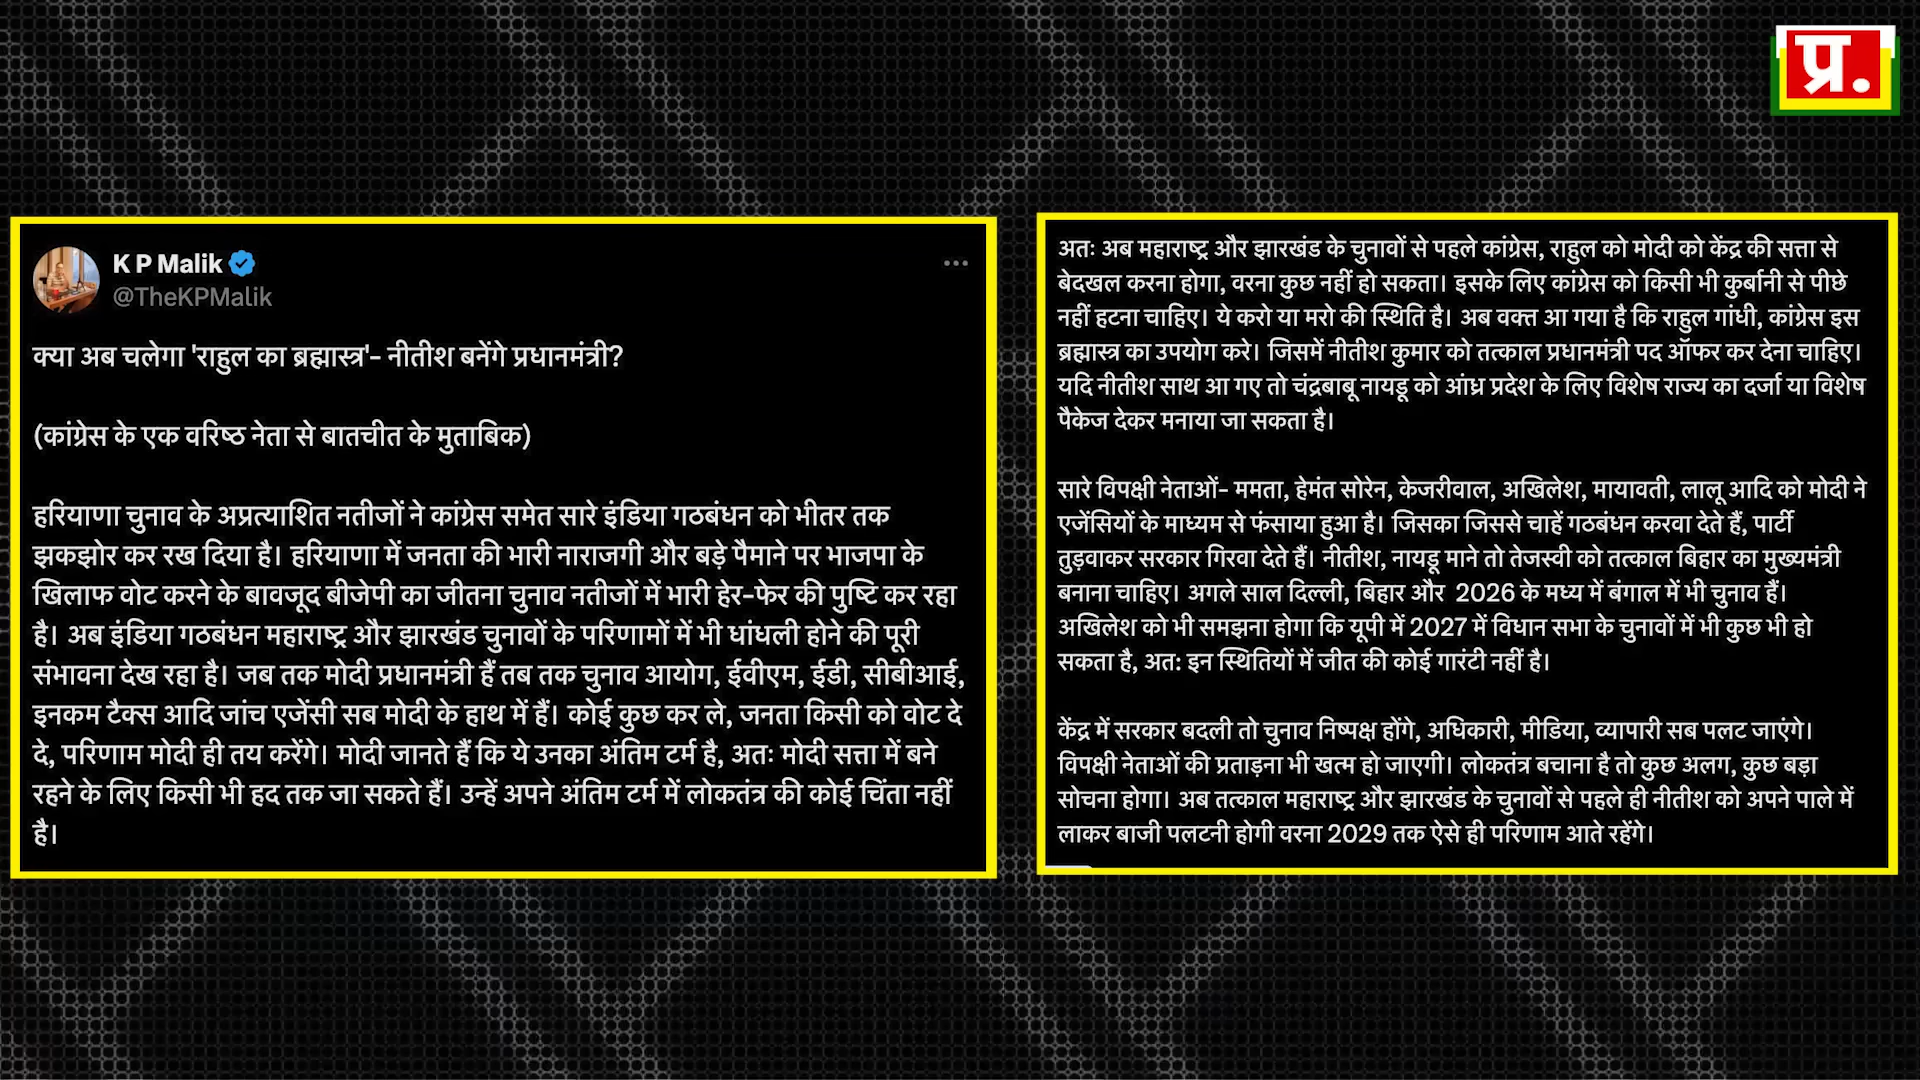 प्र.
K P Malik
@TheKPMalik
क्या अब चलेगा 'राहुल का ब्रह्मास्त्र'- नीतीश बनेंगे प्रधानमंत्री?
(कांग्रेस के एक वरिष्ठ नेता से बातचीत के मुताबिक)
हरियाणा चुनाव के अप्रत्याशित नतीजों ने कांग्रेस समेत सारे इंडिया गठबंधन को भीतर तक
झकझोर कर रख दिया है। हरियाणा में जनता की भारी नाराजगी और बड़े पैमाने पर भाजपा के
खिलाफ वोट करने के बावजूद बीजेपी का जीतना चुनाव नतीजों में भारी हेर-फेर की पुष्टि कर रहा
है। अब इंडिया गठबंधन महाराष्ट्र और झारखंड चुनावों के परिणामों में भी धांधली होने की पूरी
संभावना देख रहा है। जब तक मोदी प्रधानमंत्री हैं तब तक चुनाव आयोग, ईवीएम, ईडी, सीबीआई,
इनकम टैक्स आदि जांच एजेंसी सब मोदी के हाथ में हैं। कोई कुछ कर ले, जनता किसी को वोट दे
दे, परिणाम मोदी ही तय करेंगे। मोदी जानते हैं कि ये उनका अंतिम टर्म है, अतः मोदी सत्ता में बने
रहने के लिए किसी भी हद तक जा सकते हैं। उन्हें अपने अंतिम टर्म में लोकतंत्र की कोई चिंता नहीं
है।
अतः अब महाराष्ट्र और झारखंड के चुनावों से पहले कांग्रेस, राहुल को मोदी को केंद्र की सत्ता से
बेदखल करना होगा, वरना कुछ नहीं हो सकता। इसके लिए कांग्रेस को किसी भी कुर्बानी से पीछे
नहीं हटना चाहिए। ये करो या मरो की स्थिति है। अब वक्त आ गया है कि राहुल गांधी, कांग्रेस इस
ब्रह्मास्त्र का उपयोग करे। जिसमें नीतीश कुमार को तत्काल प्रधानमंत्री पद ऑफर कर देना चाहिए।
यदि नीतीश साथ आ गए तो चंद्रबाबू नायडू को आंध्र प्रदेश के लिए विशेष राज्य का दर्जा या विशेष
पैकेज देकर मनाया जा सकता है।
सारे विपक्षी नेताओं- ममता, हेमंत सोरेन, केजरीवाल, अखिलेश, मायावती, लालू आदि को मोदी ने
एजेंसियों के माध्यम से फंसाया हुआ है। जिसका जिससे चाहें गठबंधन करवा देते हैं, पार्टी
तुड़वाकर सरकार गिरवा देते हैं। नीतीश, नायडू माने तो तेजस्वी को तत्काल बिहार का मुख्यमंत्री
बनाना चाहिए। अगले साल दिल्ली, बिहार और 2026 के मध्य में बंगाल में भी चुनाव हैं।
अखिलेश को भी समझना होगा कि यूपी में 2027 में विधान सभा के चुनावों में भी कुछ भी हो
सकता है, अत: इन स्थितियों में जीत की कोई गारंटी नहीं है।
केंद्र में सरकार बदली तो चुनाव निष्पक्ष होंगे, अधिकारी, मीडिया, व्यापारी सब पलट जाएंगे।
विपक्षी नेताओं की प्रताड़ना भी खत्म हो जाएगी। लोकतंत्र बचाना है तो कुछ अलग, कुछ बड़ा
सोचना होगा। अब तत्काल महाराष्ट्र और झारखंड के चुनावों से पहले ही नीतीश को अपने पाले में
लाकर बाजी पलटनी होगी वरना 2029 तक ऐसे ही परिणाम आते रहेंगे।